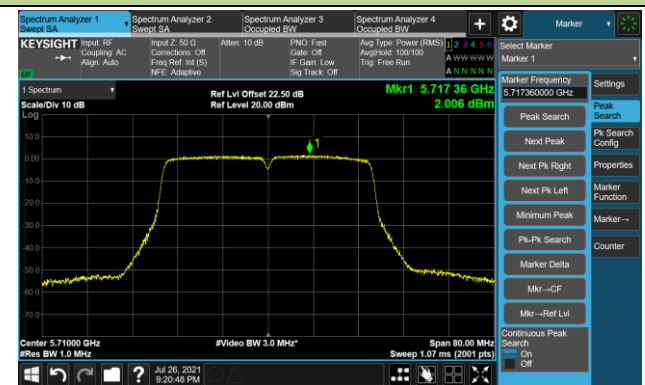 Spectrum Analyzer 1
Swept SA
Spectrum Analyzer 2
Swept SA
Spectrum Analyzer 3
Occupied BW
Spectrum Analyzer 4
Occupied BW
+
Marker
KEYSIGHT
Input: RF
Coupling: AC
Align: Auto
Input Z: 50 Ω
Corrections: Off
Freq Ref: Int (S)
NFE: Adaptive
Atten: 10 dB
PNO: Fast
Gate: Off
IF Gain: Low
Sig Track: Off
Avg Type: Power (RMS)
Avg|Hold: 100/100
Trig: Free Run
1 2 3 4 5 6
A W W W W W
A N N N N N
Select Marker
Marker 1
1 Spectrum
Scale/Div 10 dB
Log
Ref Lvl Offset 22.50 dB
Ref Level 20.00 dBm
Mkr1 5.717 36 GHz
2.006 dBm
10.0
0.00
-10.0
-20.0
-30.0
-40.0
-50.0
-60.0
-70.0
1
Center 5.71000 GHz
#Res BW 1.0 MHz
#Video BW 3.0 MHz*
Span 80.00 MHz
Sweep 1.07 ms (2001 pts)
Marker Frequency
5.717360000 GHz
Peak Search
Next Peak
Next Pk Right
Next Pk Left
Minimum Peak
Pk-Pk Search
Marker Delta
Mkr→CF
Mkr→Ref Lvl
Continuous Peak
Search
On
Off
Settings
Peak
Search
Pk Search
Config
Properties
Marker
Function
Marker→
Counter
?
Jul 26, 2021
9:20:48 PM